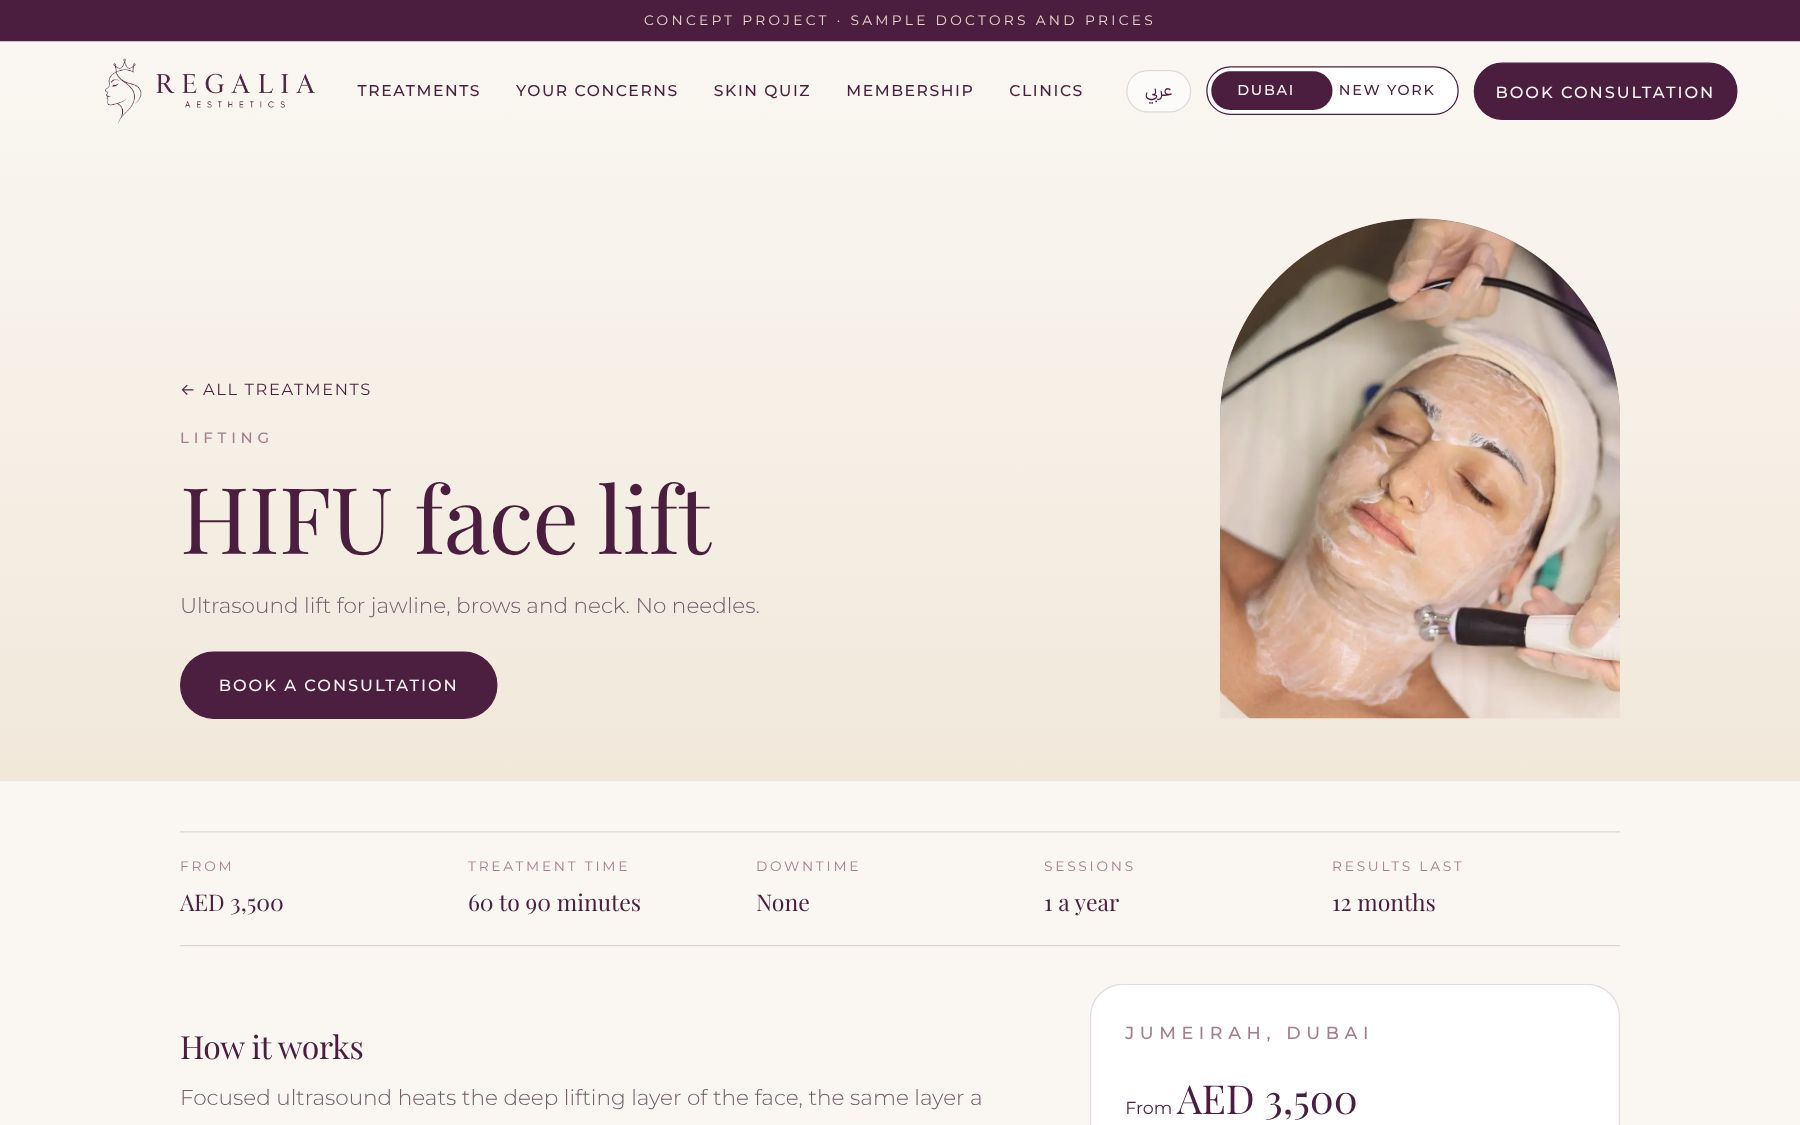 CONCEPT PROJECT · SAMPLE DOCTORS AND PRICES
REGALIA
AESTHETICS
TREATMENTS YOUR CONCERNS SKIN QUIZ MEMBERSHIP CLINICS عربي DUBAI NEW YORK BOOK CONSULTATION
← ALL TREATMENTS
LIFTING
HIFU face lift
Ultrasound lift for jawline, brows and neck. No needles.
BOOK A CONSULTATION
FROM TREATMENT TIME DOWNTIME SESSIONS RESULTS LAST
AED 3,500 60 to 90 minutes None 1 a year 12 months
How it works
Focused ultrasound heats the deep lifting layer of the face, the same layer a
JUMEIRAH, DUBAI
From AED 3,500